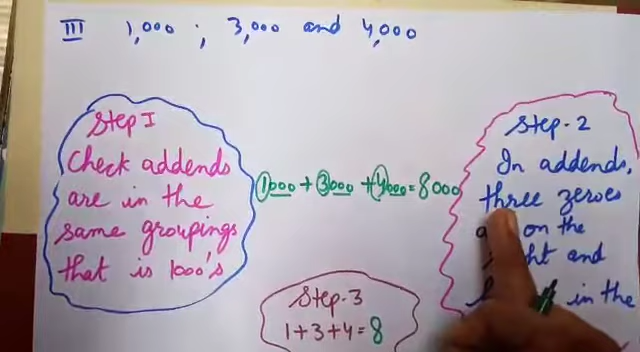 III 1,000 ; 3,000 and 4,000
Step I
Check addends
are in the
same groupings
that is 1000's
1000 + 3000 + 4000 = 8000
Step-2
In addends,
three zeroes
on the
and
in the
Step-3
1+3+4=8